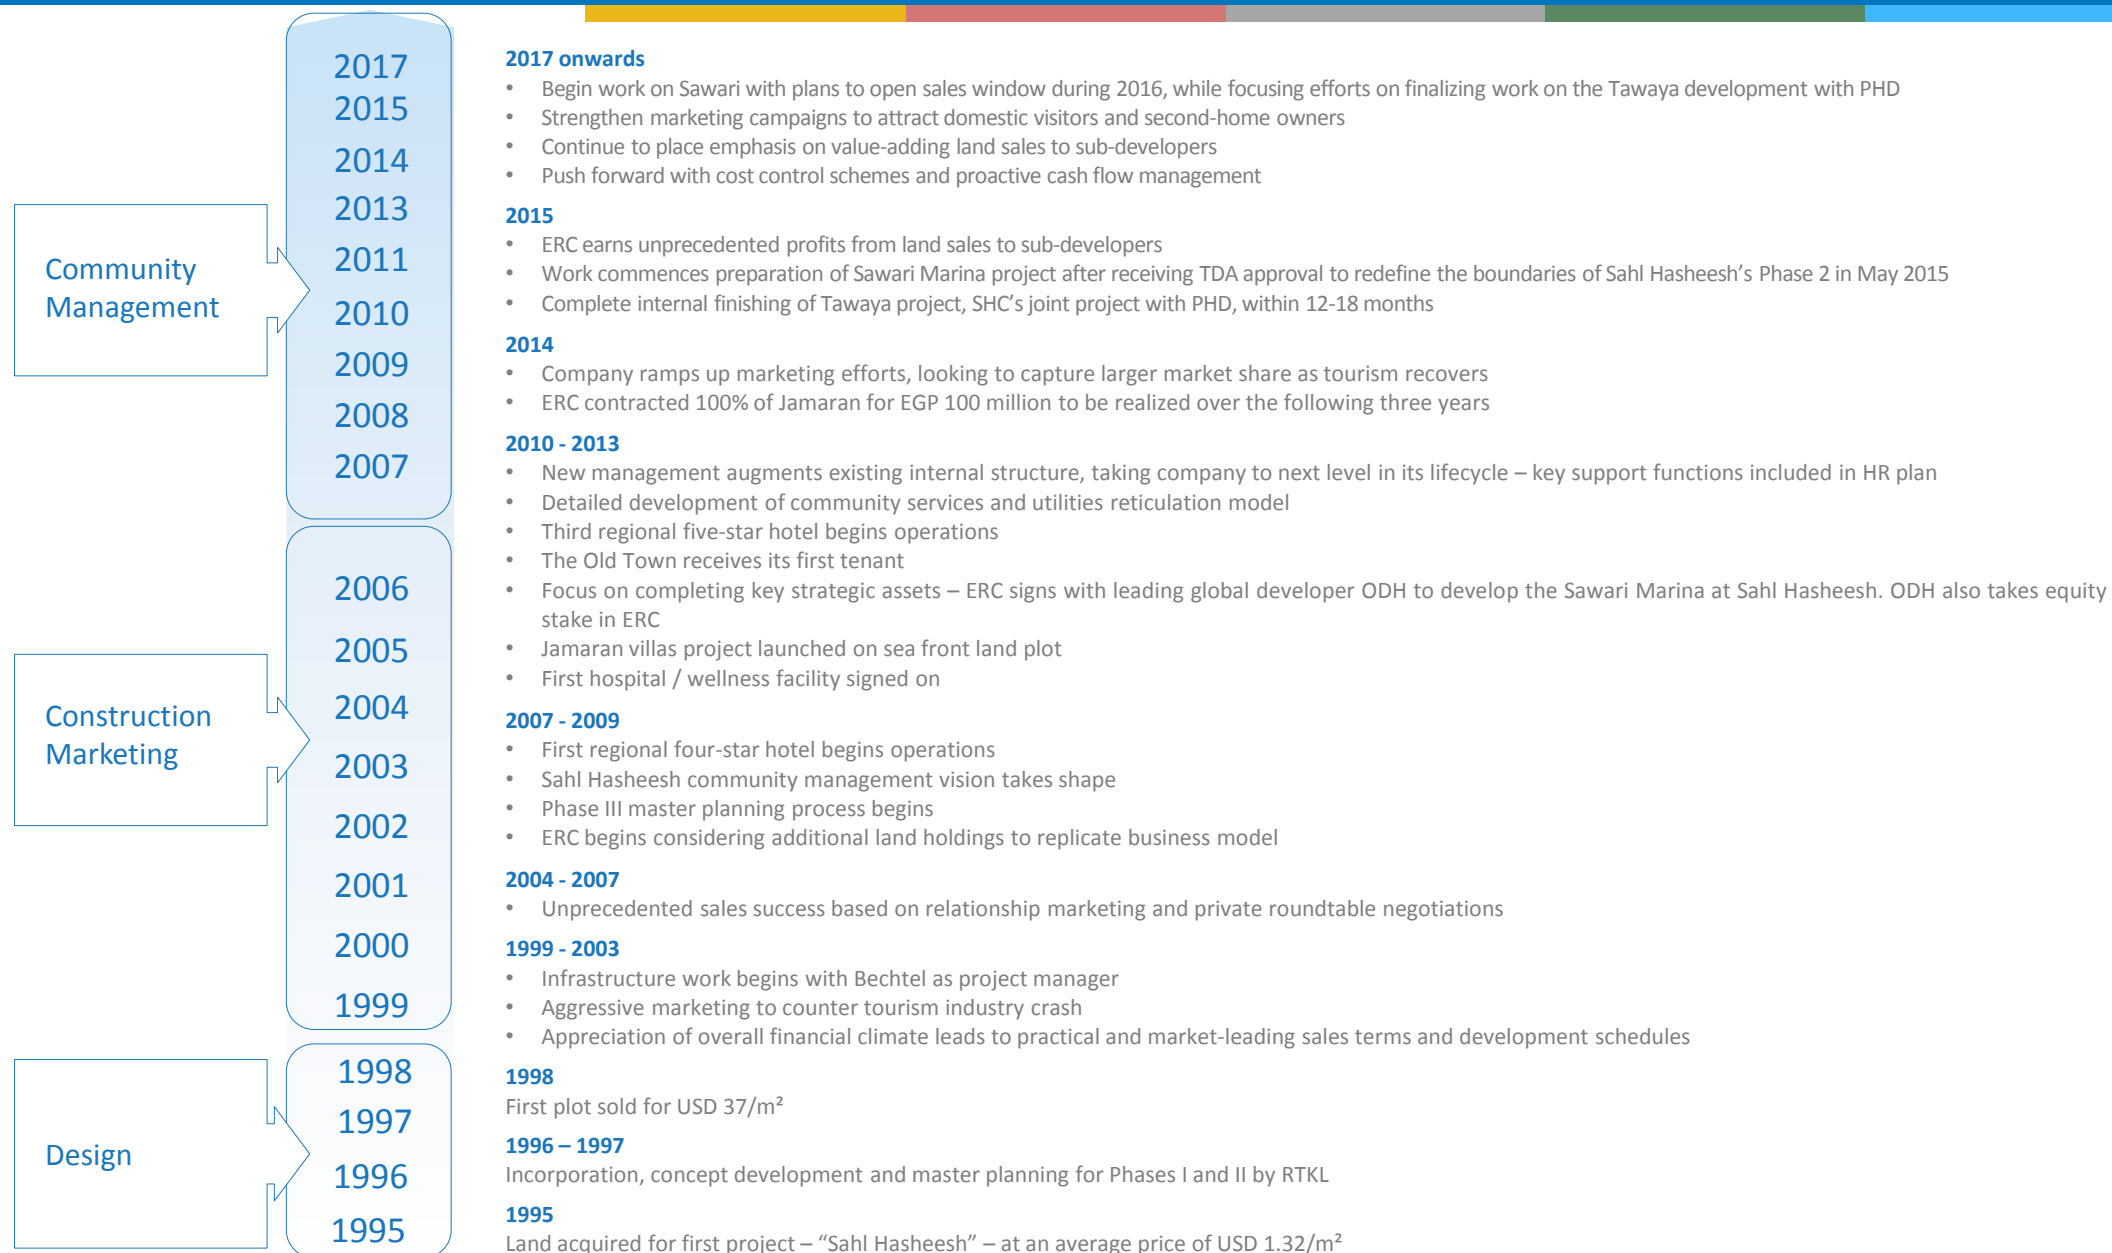 2017
2015
2014
2013
2011
2010
2009
2008
2007
2006
2005
2004
2003
2002
2001
2000
1999
1998
1997
1996
1995
Community
Management
Construction
Marketing
Design
2017 onwards
• Begin work on Sawari with plans to open sales window during 2016, while focusing efforts on finalizing work on the Tawaya development with PHD
• Strengthen marketing campaigns to attract domestic visitors and second-home owners
• Continue to place emphasis on value-adding land sales to sub-developers
• Push forward with cost control schemes and proactive cash flow management
2015
• ERC earns unprecedented profits from land sales to sub-developers
• Work commences preparation of Sawari Marina project after receiving TDA approval to redefine the boundaries of Sahl Hasheesh’s Phase 2 in May 2015
• Complete internal finishing of Tawaya project, SHC’s joint project with PHD, within 12-18 months
2014
• Company ramps up marketing efforts, looking to capture larger market share as tourism recovers
• ERC contracted 100% of Jamaran for EGP 100 million to be realized over the following three years
2010 - 2013
• New management augments existing internal structure, taking company to next level in its lifecycle – key support functions included in HR plan
• Detailed development of community services and utilities reticulation model
• Third regional five-star hotel begins operations
• The Old Town receives its first tenant
• Focus on completing key strategic assets – ERC signs with leading global developer ODH to develop the Sawari Marina at Sahl Hasheesh. ODH also takes equity
stake in ERC
• Jamaran villas project launched on sea front land plot
• First hospital / wellness facility signed on
2007 - 2009
• First regional four-star hotel begins operations
• Sahl Hasheesh community management vision takes shape
• Phase III master planning process begins
• ERC begins considering additional land holdings to replicate business model
2004 - 2007
• Unprecedented sales success based on relationship marketing and private roundtable negotiations
1999 - 2003
• Infrastructure work begins with Bechtel as project manager
• Aggressive marketing to counter tourism industry crash
• Appreciation of overall financial climate leads to practical and market-leading sales terms and development schedules
1998
First plot sold for USD 37/m²
1996 – 1997
Incorporation, concept development and master planning for Phases I and II by RTKL
1995
Land acquired for first project – “Sahl Hasheesh” – at an average price of USD 1.32/m²